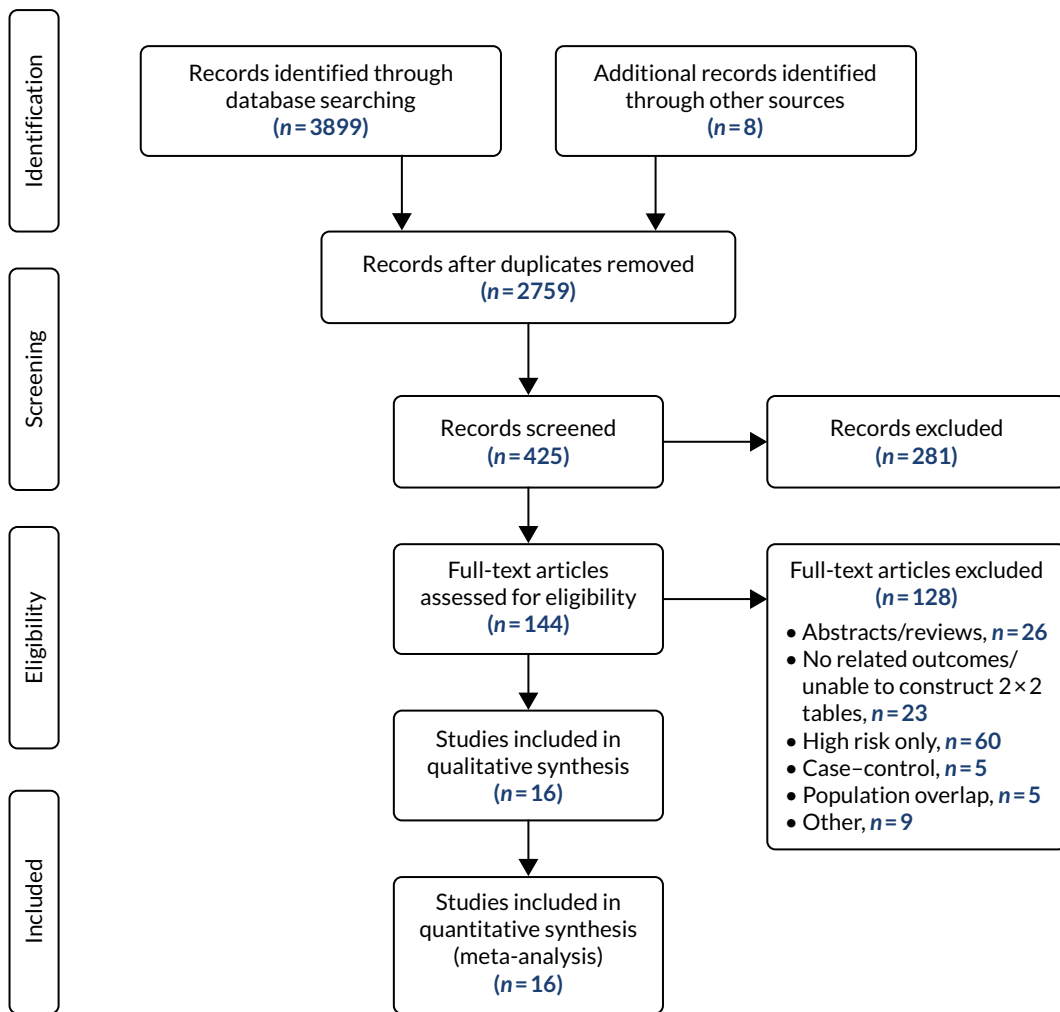 Identification
Records identified through
database searching
(n=3899)
Additional records identified
through other sources
(n=8)
Records after duplicates removed
(n=2759)
Screening
Records screened
(n=425)
Records excluded
(n=281)
Eligibility
Full-text articles
assessed for eligibility
(n=144)
Full-text articles excluded
(n=128)
• Abstracts/reviews, n=26
• No related outcomes/
unable to construct 2×2
tables, n=23
• High risk only, n=60
• Case–control, n=5
• Population overlap, n=5
• Other, n=9
Studies included in
qualitative synthesis
(n=16)
Included
Studies included in
quantitative synthesis
(meta-analysis)
(n=16)